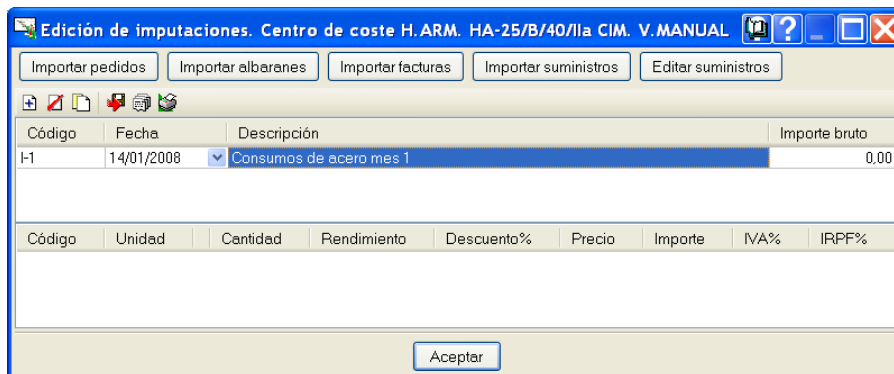 Edición de imputaciones. Centro de coste H.ARM. HA-25/B/40/IIa CIM. V.MANUAL
Importar pedidos Importar albaranes Importar facturas Importar suministros Editar suministros
Código Fecha Descripción Importe bruto
I-1 14/01/2008 Consumos de acero mes 1 0,00
Código Unidad Cantidad Rendimiento Descuento% Precio Importe IVA% IRPF%
Aceptar